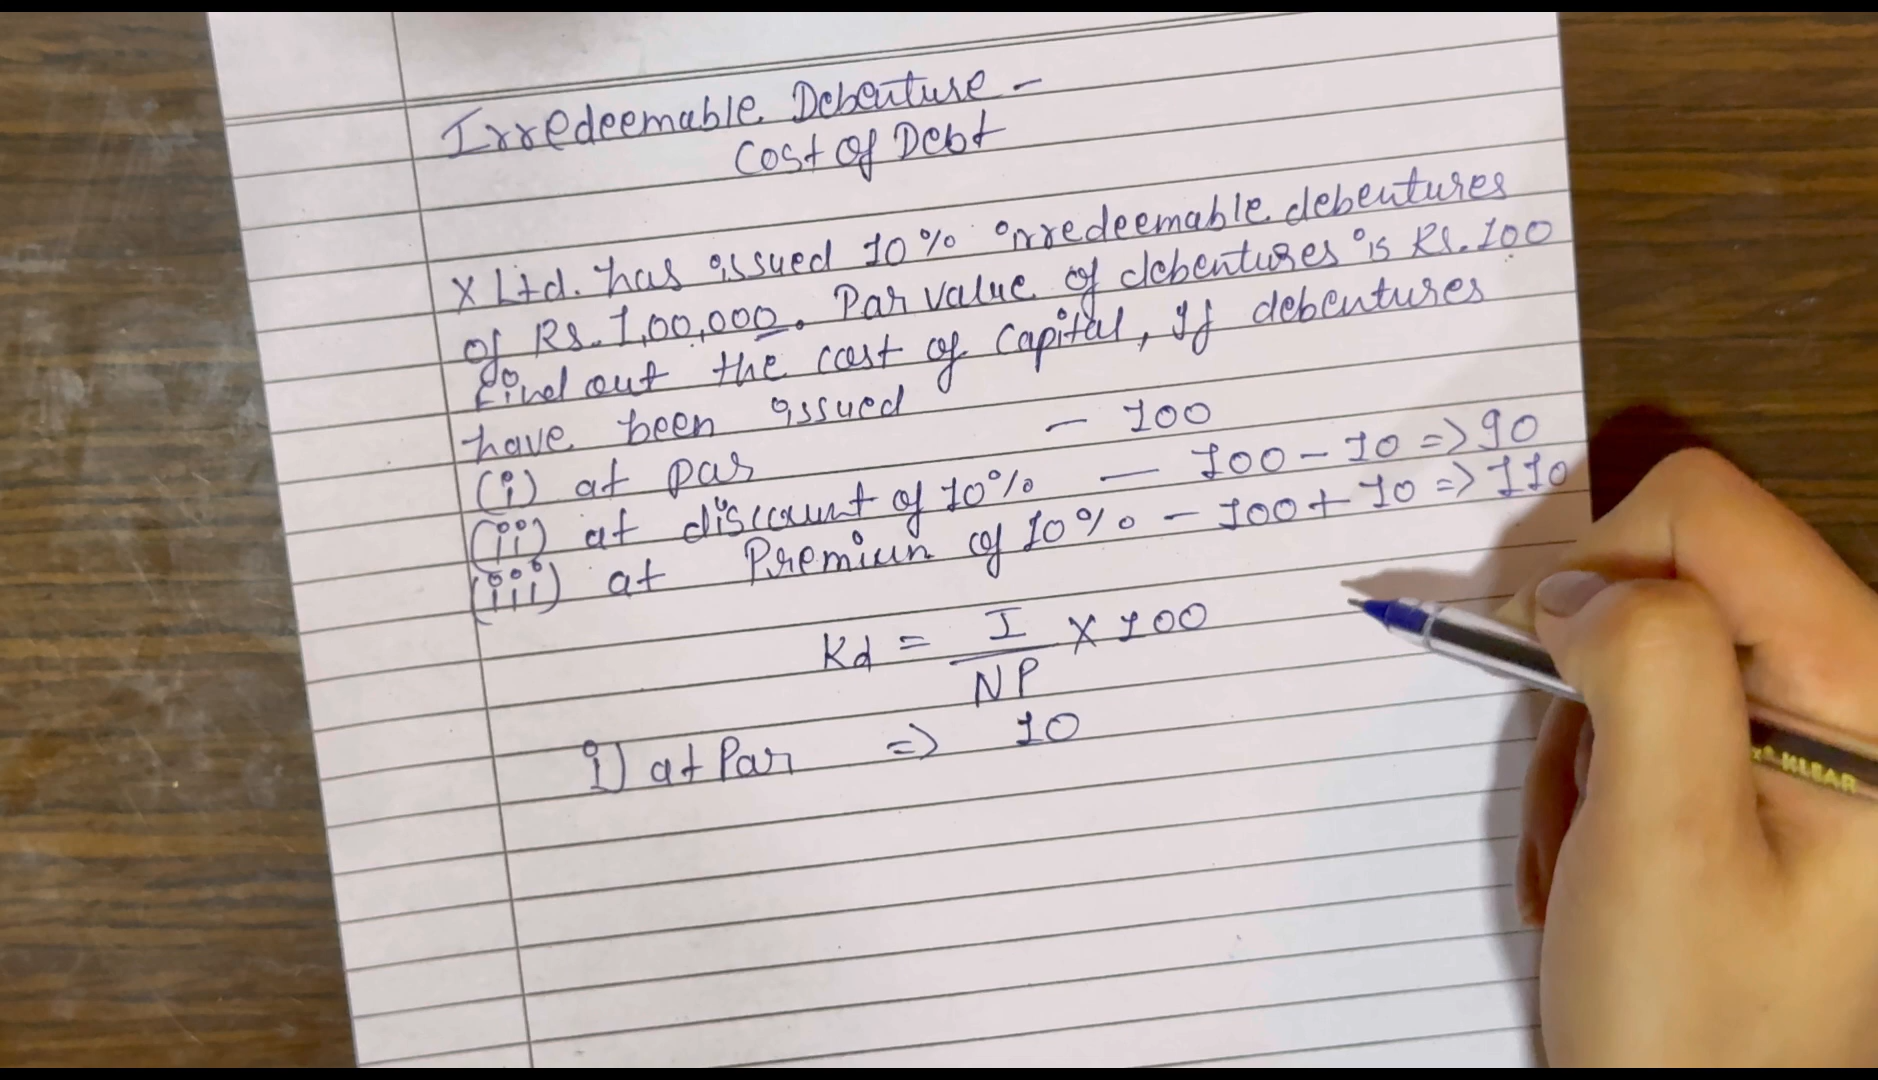 Irredeemable Debenture -
Cost of Debt
X Ltd. has issued 10% irredeemable debentures
of Rs. 1,00,000. Par value of debentures is Rs. 100
Find out the cost of capital, If debentures
have been issued
(i) at par - 100
(ii) at discount of 10% - 100 - 10 => 90
(iii) at Premium of 10% - 100 + 10 => 110
Kd = I/NP X 100
i) at Par => 10
KLEAR